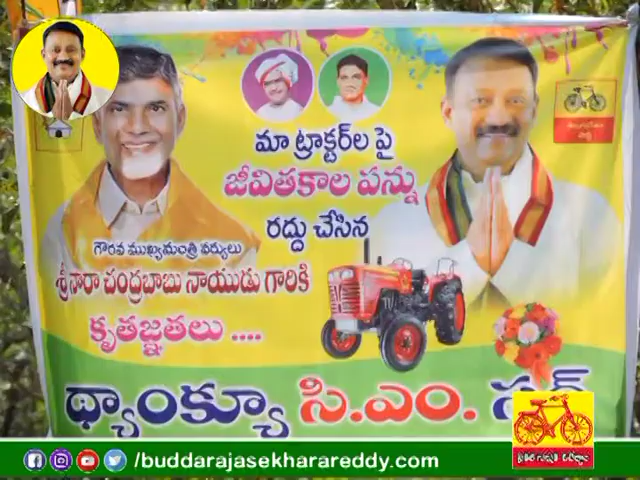 మా ట్రాక్టర్‌ల పై
జీవితకాల పన్ను
రద్దు చేసిన
గౌరవ ముఖ్యమంత్రి వర్యులు
శ్రీ నారా చంద్రబాబు నాయుడు గారికి
కృతజ్ఞతలు ....
థ్యాంక్యూ సి.ఎం.
/buddarajasekharareddy.com